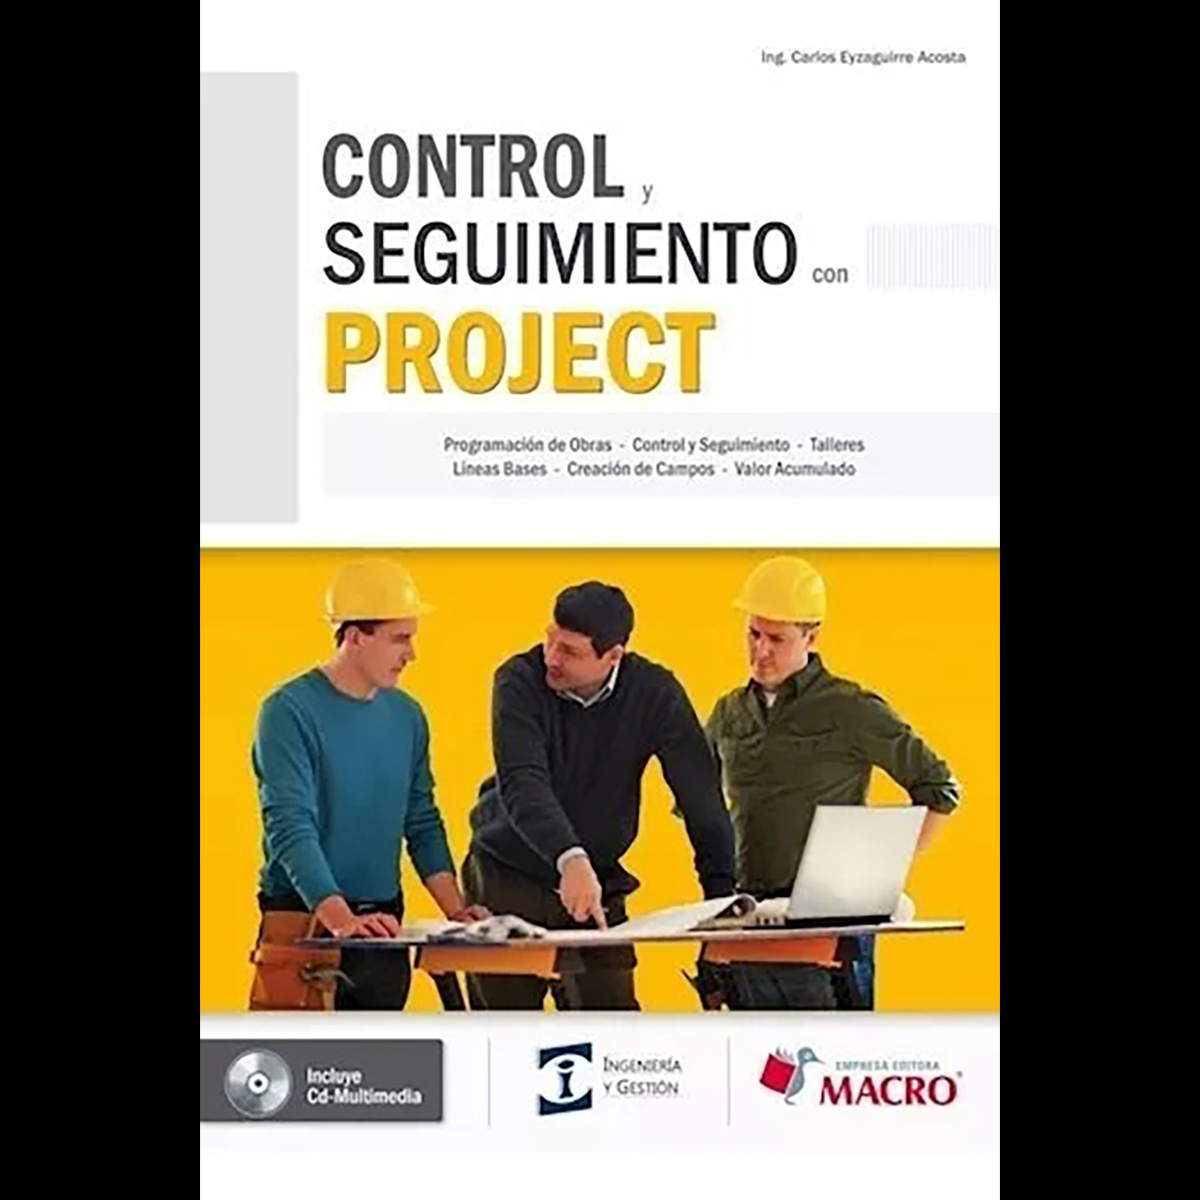 Ing. Carlos Eyzaguirre Acosta
CONTROL y
SEGUIMIENTO con
PROJECT
Programación de Obras - Control y Seguimiento - Talleres
Líneas Bases - Creación de Campos - Valor Acumulado
Incluye
Cd-Multimedia
i
INGENIERÍA
Y GESTIÓN
EMPRESA EDITORA
MACRO®